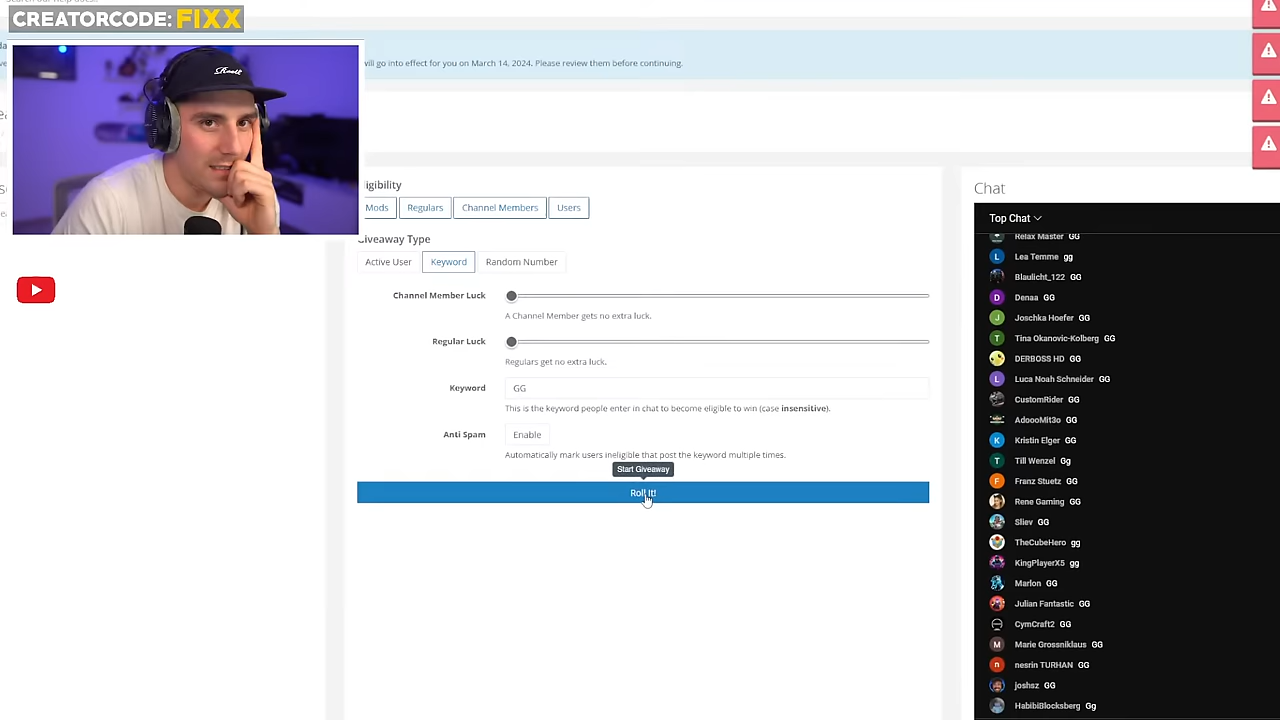 CREATORCODE: FIXX
will go into effect for you on March 14, 2024. Please review them before continuing.
igibility
Mods
Regulars
Channel Members
Users
Giveaway Type
Active User
Keyword
Random Number
Channel Member Luck
A Channel Member gets no extra luck.
Regular Luck
Regulars get no extra luck.
Keyword
GG
This is the keyword people enter in chat to become eligible to win (case insensitive).
Anti Spam
Enable
Automatically mark users ineligible that post the keyword multiple times.
Start Giveaway
Roll It!
Chat
Top Chat
Relax Master GG
Lea Temme gg
Blaulicht_122 GG
Denaa GG
Joschka Hoefer GG
Tina Okanovic-Kolberg GG
DERBOSS HD GG
Luca Noah Schneider GG
CustomRider GG
AdoooMit3o GG
Kristin Elger GG
Till Wenzel Gg
Franz Stuetz GG
Rene Gaming GG
Sliev GG
TheCubeHero gg
KingPlayerX5 gg
Marlon GG
Julian Fantastic GG
CymCraft2 GG
Marie Grossniklaus GG
nesrin TURHAN GG
joshsz GG
HabibiBlocksberg Gg